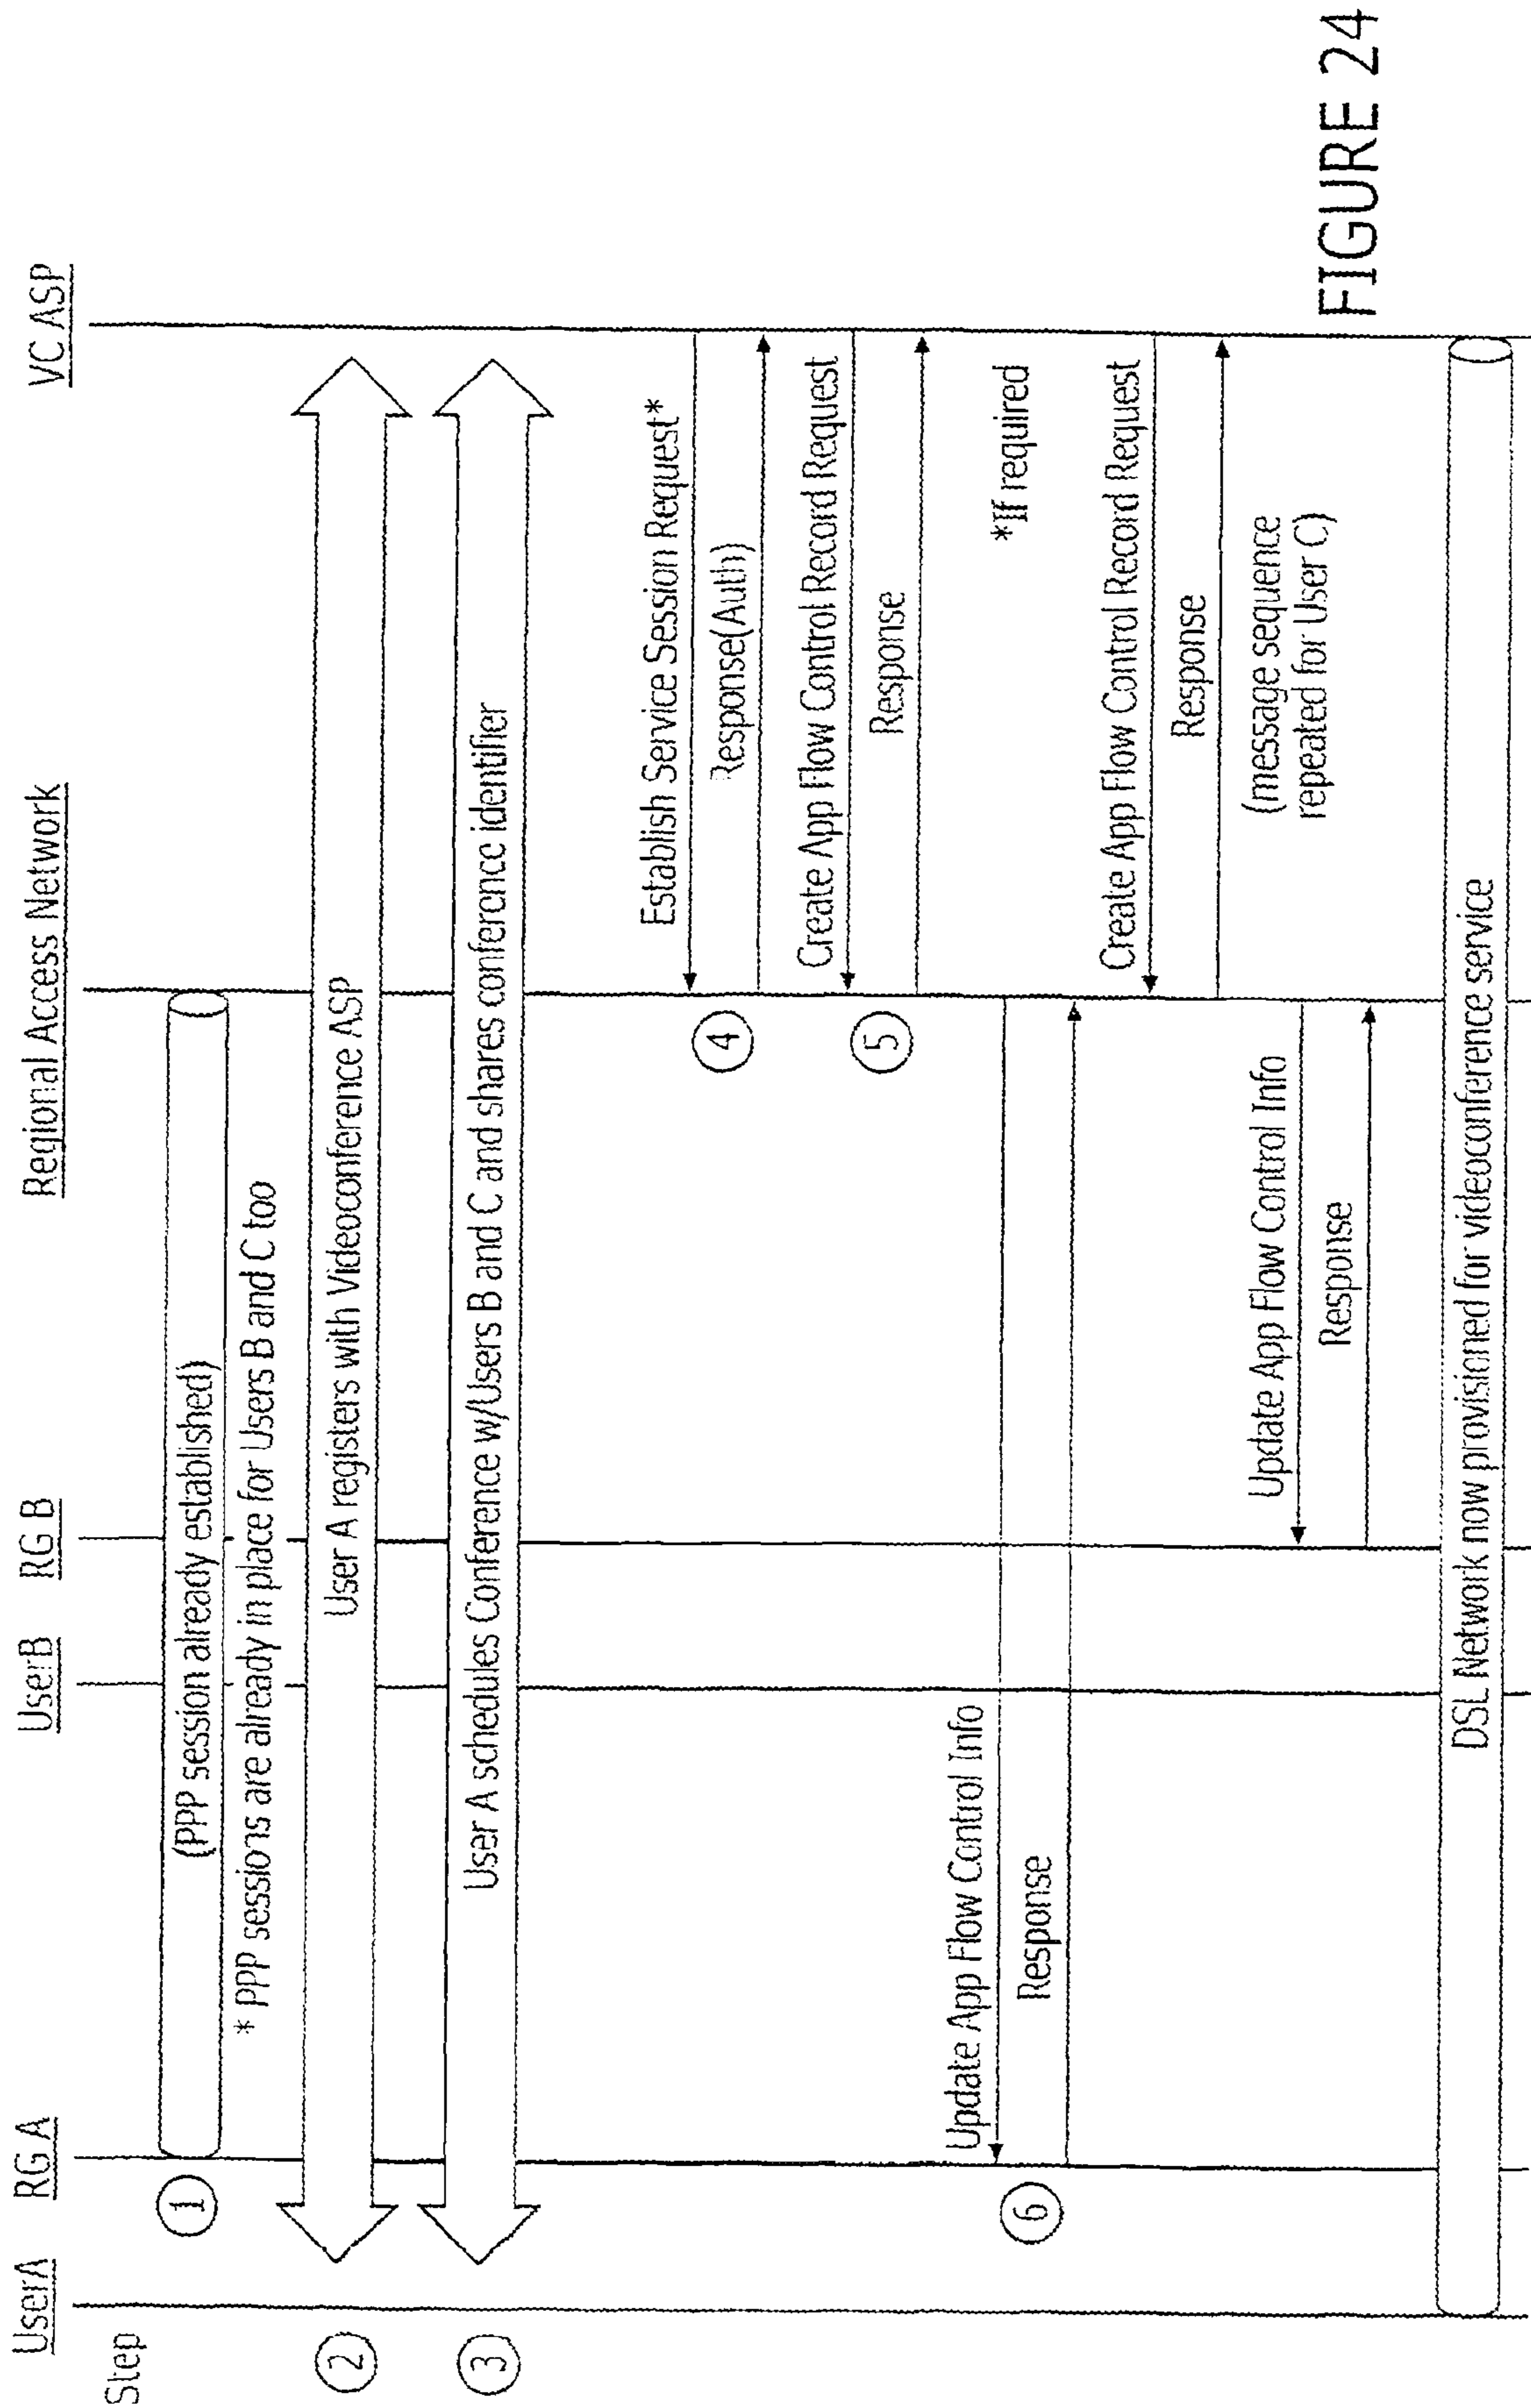 UserA
RG A
UserB
RG B
Regional Access Network
VC ASP
Step
1
(PPP session already established)
* PPP sessions are already in place for Users B and C too
2
User A registers with Videoconference ASP
3
User A schedules Conference w/Users B and C and shares conference identifier
Establish Service Session Request*
4
Response(Auth)
Create App Flow Control Record Request
5
Response
Update App Flow Control Info
*If required
6
Response
Create App Flow Control Record Request
Response
Update App Flow Control Info
(message sequence
repeated for User C)
Response
DSL Network now provisioned for videoconference service
FIGURE 24